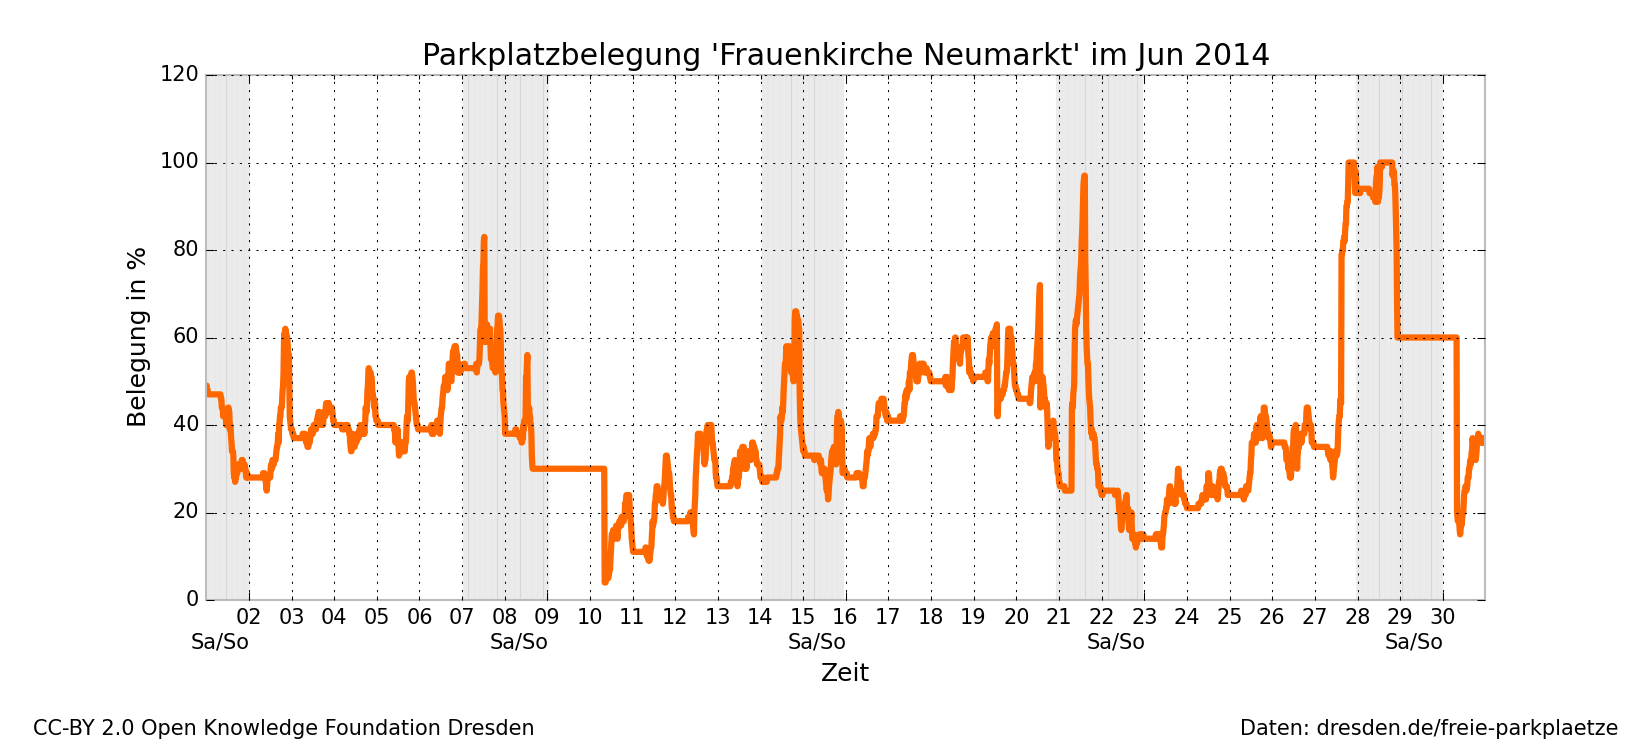 Parkplatzbelegung 'Frauenkirche Neumarkt' im Jun 2014
120
100
80
60
40
20
0
Belegung in %
02 03 04 05 06 07 08 09 10 11 12 13 14 15 16 17 18 19 20 21 22 23 24 25 26 27 28 29 30
Sa/So Sa/So Sa/So Sa/So Sa/So
Zeit
CC-BY 2.0 Open Knowledge Foundation Dresden
Daten: dresden.de/freie-parkplaetze